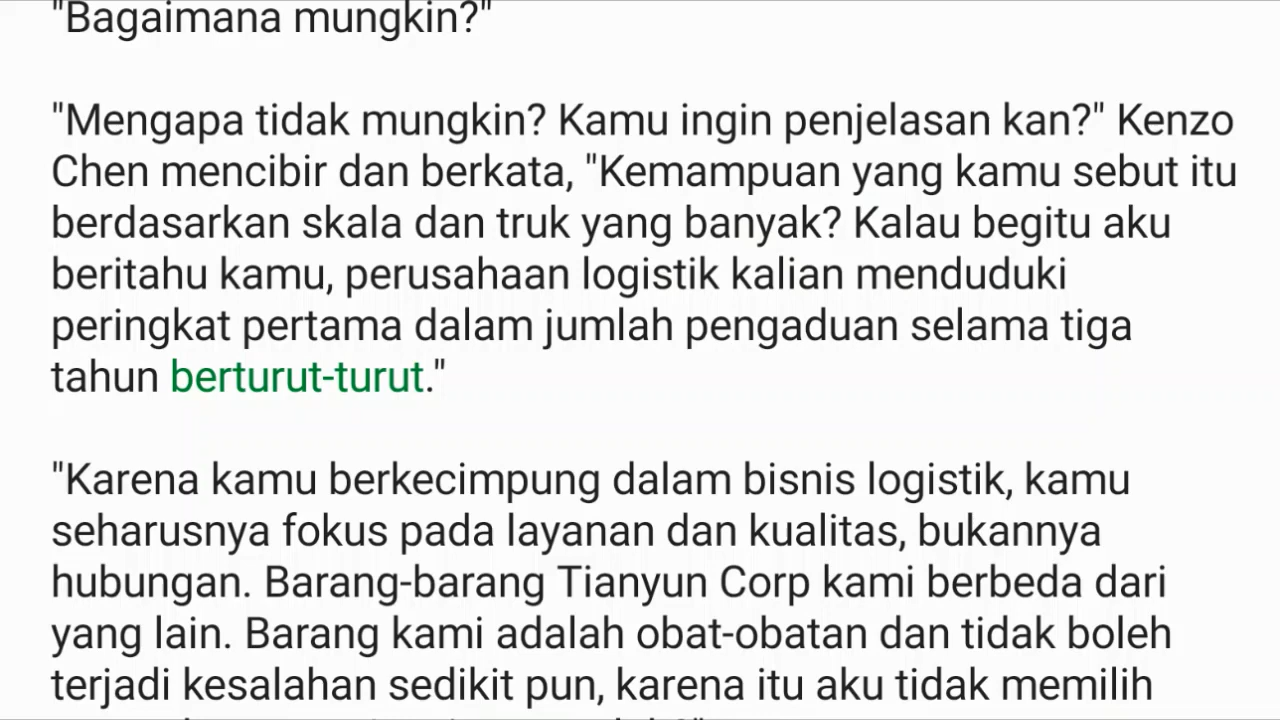 "Bagaimana mungkin?"
"Mengapa tidak mungkin? Kamu ingin penjelasan kan?" Kenzo
Chen mencibir dan berkata, "Kemampuan yang kamu sebut itu
berdasarkan skala dan truk yang banyak? Kalau begitu aku
beritahu kamu, perusahaan logistik kalian menduduki
peringkat pertama dalam jumlah pengaduan selama tiga
tahun berturut-turut."
"Karena kamu berkecimpung dalam bisnis logistik, kamu
seharusnya fokus pada layanan dan kualitas, bukannya
hubungan. Barang-barang Tianyun Corp kami berbeda dari
yang lain. Barang kami adalah obat-obatan dan tidak boleh
terjadi kesalahan sedikit pun, karena itu aku tidak memilih